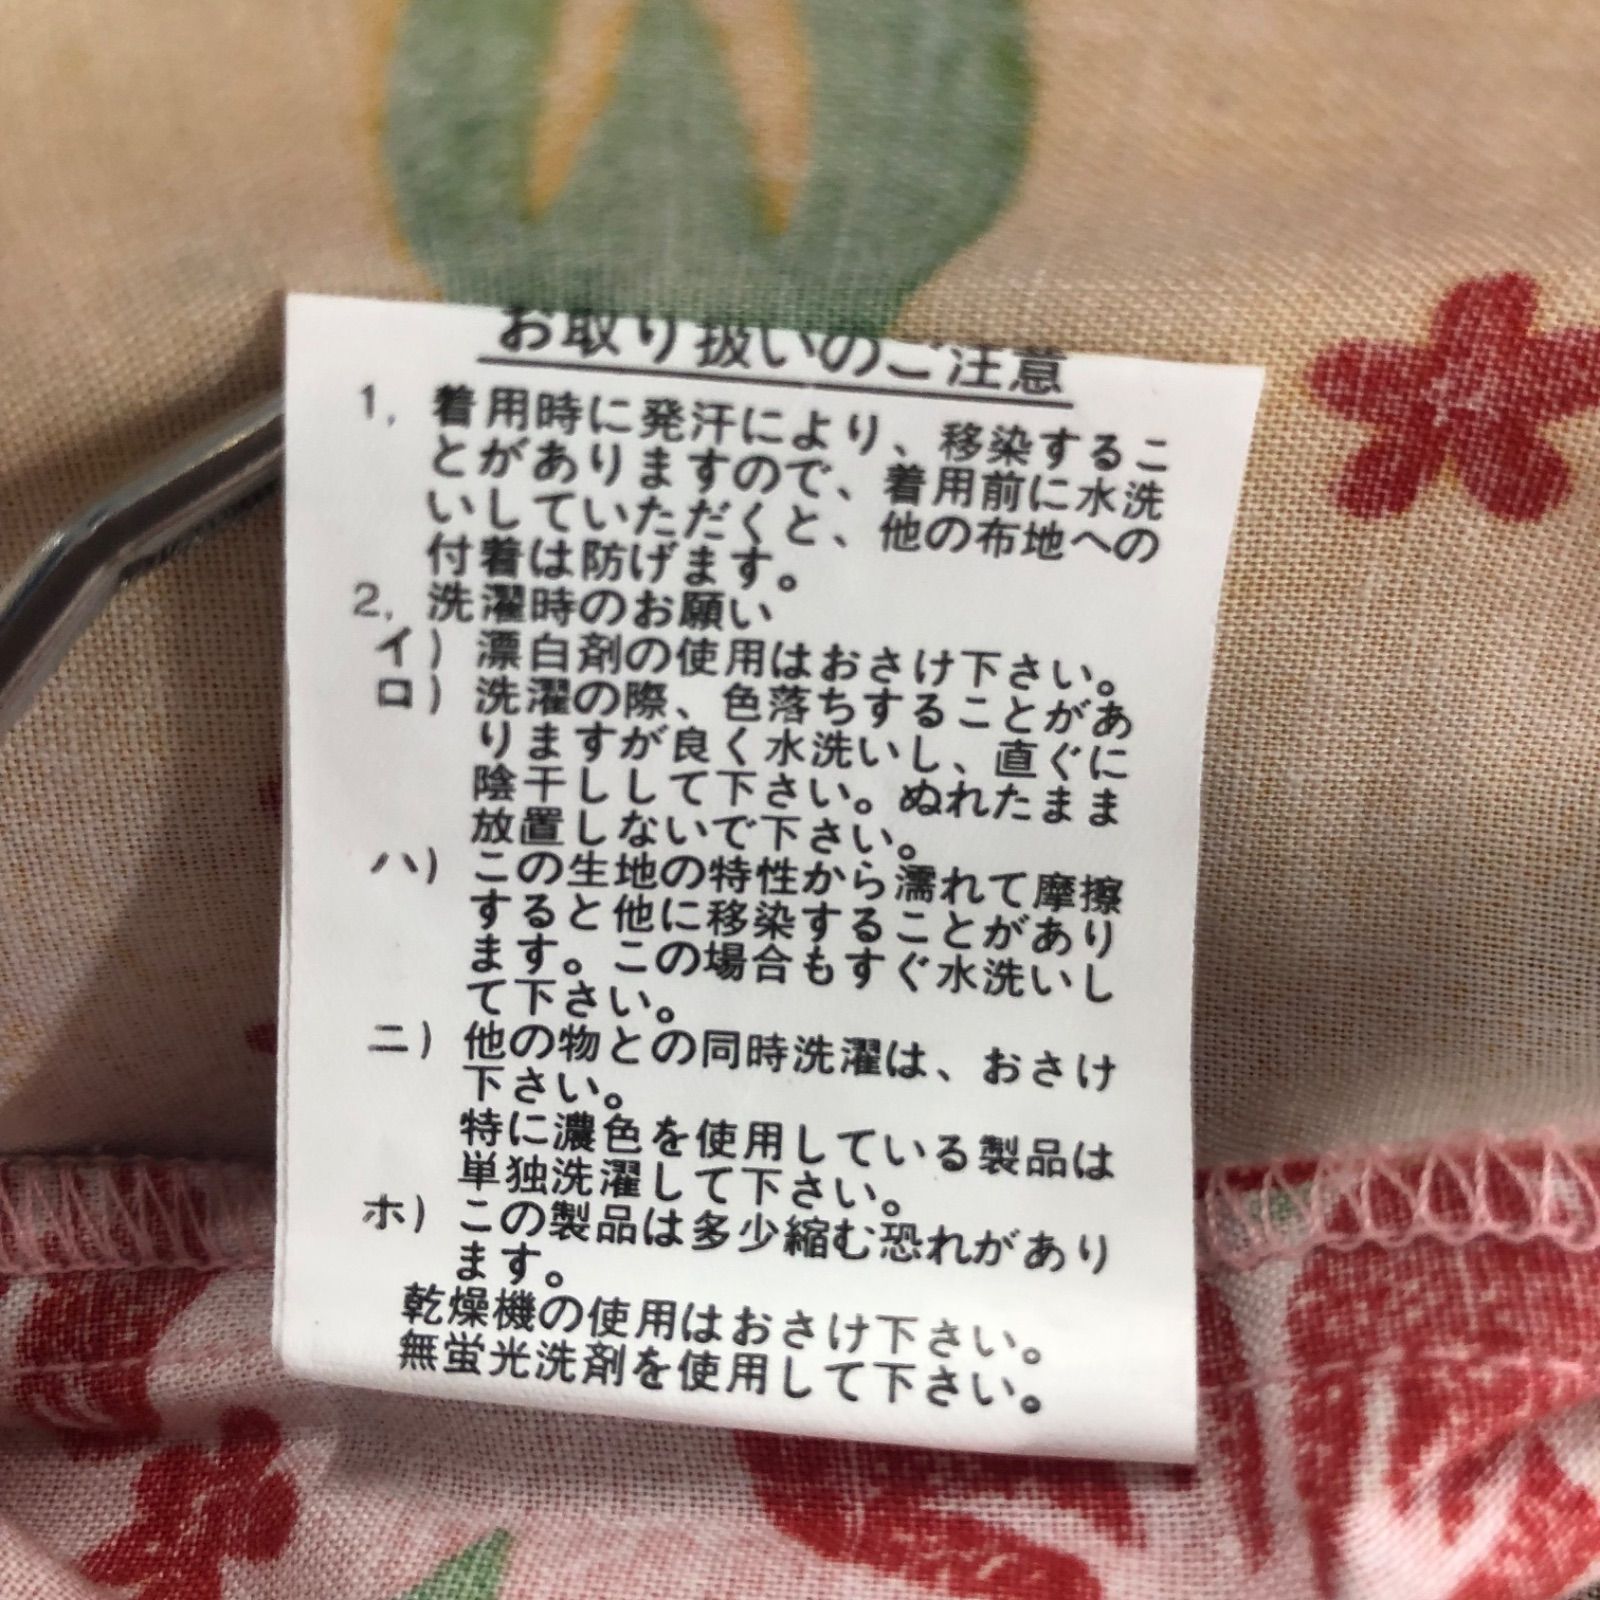 お取り扱いのご注意
1. 着用時に発汗により、移染するこ
とがありますので、着用前に水洗
いしていただくと、他の布地への
付着は防げます。
2. 洗濯時のお願い
イ) 漂白剤の使用はおさけ下さい。
ロ) 洗濯の際、色落ちすることがあ
りますが良く水洗いし、直ぐに
陰干しして下さい。ぬれたまま
放置しないで下さい。
ハ) この生地の特性から濡れて摩擦
すると他に移染することがあり
ます。この場合もすぐ水洗いし
て下さい。
ニ) 他の物との同時洗濯は、おさけ
下さい。
特に濃色を使用している製品は
単独洗濯して下さい。
ホ) この製品は多少縮む恐れがあり
ます。
乾燥機の使用はおさけ下さい。
無蛍光洗剤を使用して下さい。